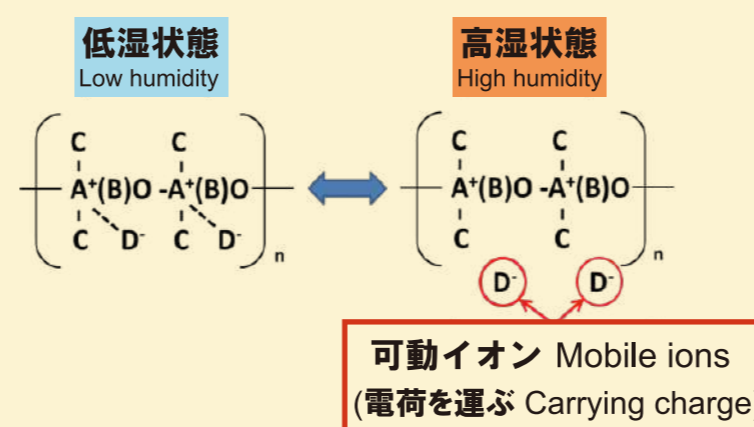 低湿状態
Low humidity
高湿状態
High humidity
C C
A⁺(B)O -A⁺(B)O
C D⁻ C D⁻
n
C C
A⁺(B)O -A⁺(B)O
C C
n
D⁻ D⁻
可動イオン Mobile ions
(電荷を運ぶ Carrying charge